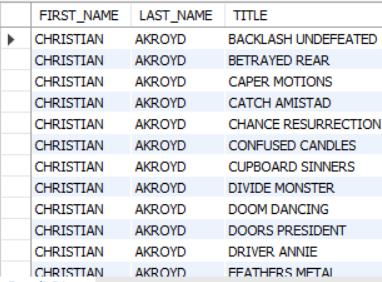 FIRST_NAME LAST_NAME TITLE
CHRISTIAN AKROYD BACKLASH UNDEFEATED
CHRISTIAN AKROYD BETRAYED REAR
CHRISTIAN AKROYD CAPER MOTIONS
CHRISTIAN AKROYD CATCH AMISTAD
CHRISTIAN AKROYD CHANCE RESURRECTION
CHRISTIAN AKROYD CONFUSED CANDLES
CHRISTIAN AKROYD CUPBOARD SINNERS
CHRISTIAN AKROYD DIVIDE MONSTER
CHRISTIAN AKROYD DOOM DANCING
CHRISTIAN AKROYD DOORS PRESIDENT
CHRISTIAN AKROYD DRIVER ANNIE
CHRISTIAN AKROYD FEATHERS METAL